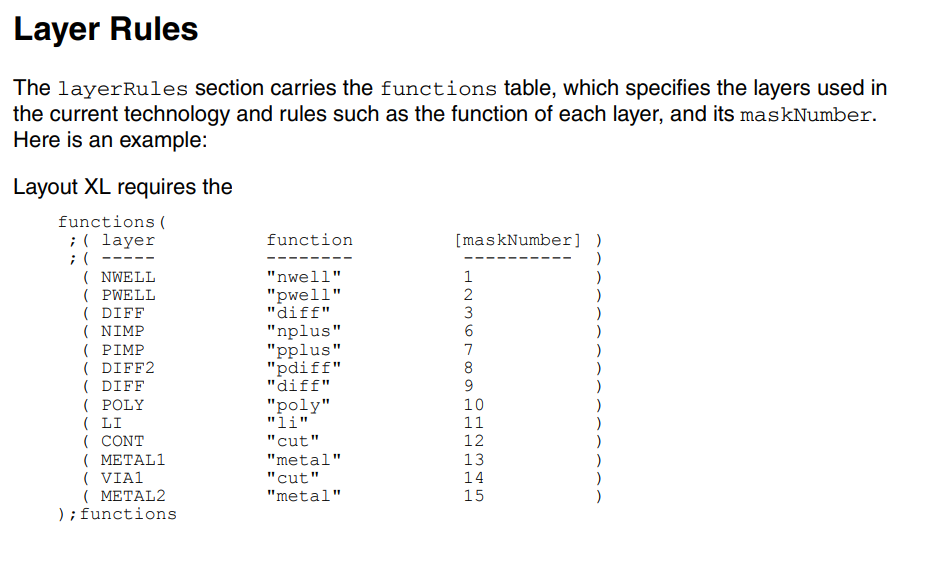 Layer Rules
The layerRules section carries the functions table, which specifies the layers used in
the current technology and rules such as the function of each layer, and its maskNumber.
Here is an example:
Layout XL requires the
functions(
;( layer function [maskNumber] )
;( ----- -------- ---------- )
( NWELL "nwell" 1 )
( PWELL "pwell" 2 )
( DIFF "diff" 3 )
( NIMP "nplus" 6 )
( PIMP "pplus" 7 )
( DIFF2 "pdiff" 8 )
( DIFF "diff" 9 )
( POLY "poly" 10 )
( LI "li" 11 )
( CONT "cut" 12 )
( METAL1 "metal" 13 )
( VIA1 "cut" 14 )
( METAL2 "metal" 15 )
);functions